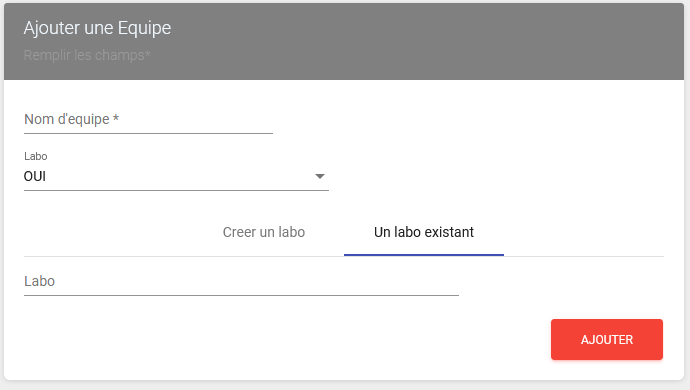 Ajouter une Equipe
Remplir les champs*
Nom d'equipe *
Labo
OUI
Creer un labo
Un labo existant
Labo
AJOUTER